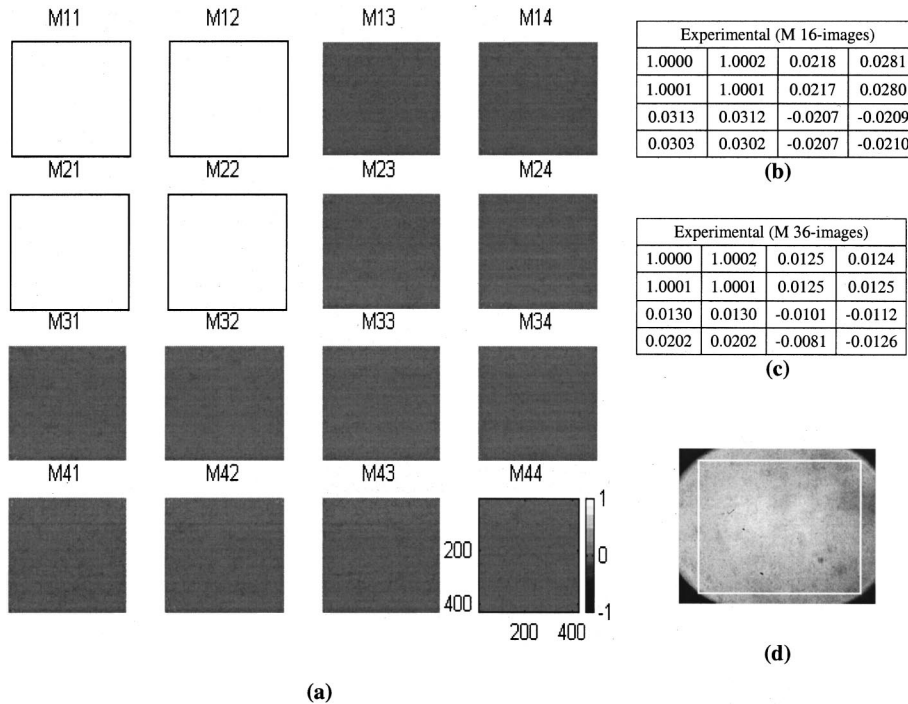 M11 M12 M13 M14
M21 M22 M23 M24
M31 M32 M33 M34
M41 M42 M43 M44
1
200 0
400 -1
200 400
(a)
Experimental (M 16-images)
1.0000 1.0002 0.0218 0.0281
1.0001 1.0001 0.0217 0.0280
0.0313 0.0312 -0.0207 -0.0209
0.0303 0.0302 -0.0207 -0.0210
(b)
Experimental (M 36-images)
1.0000 1.0002 0.0125 0.0124
1.0001 1.0001 0.0125 0.0125
0.0130 0.0130 -0.0101 -0.0112
0.0202 0.0202 -0.0081 -0.0126
(c)
(d)